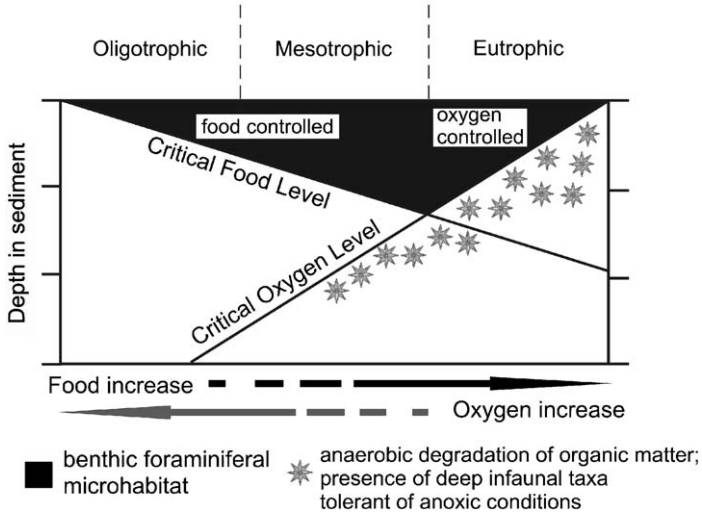 Oligotrophic
Mesotrophic
Eutrophic
food controlled
oxygen
controlled
Critical Food Level
Critical Oxygen Level
Depth in sediment
Food increase
Oxygen increase
benthic foraminiferal
microhabitat
anaerobic degradation of organic matter;
presence of deep infaunal taxa
tolerant of anoxic conditions